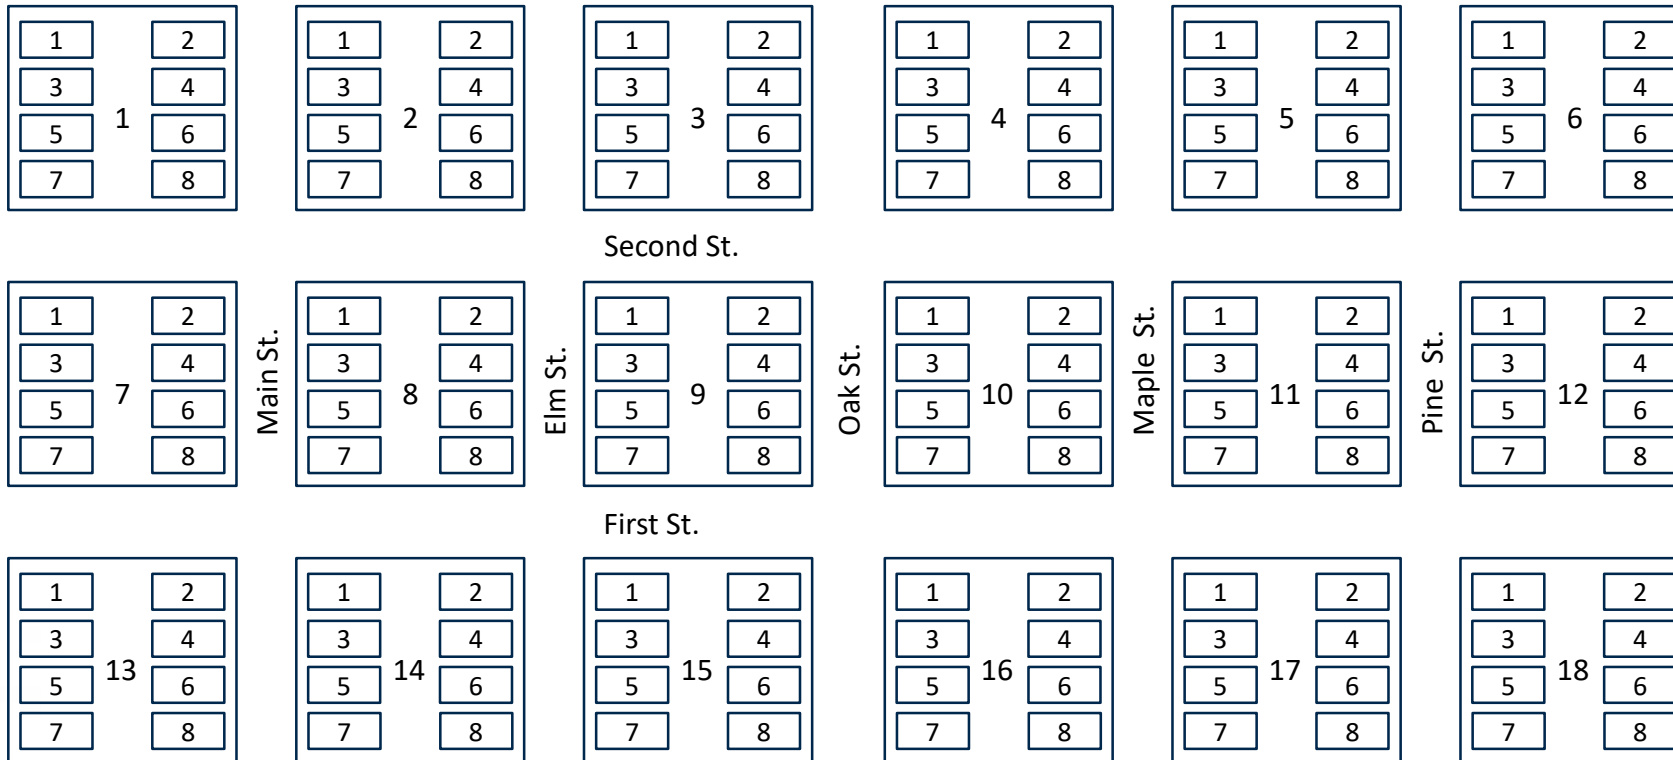 1 2 1 2 1 2 1 2 1 2 1 2
3 4 3 4 3 4 3 4 3 4 3 4
1 2 3 4 5 6
5 6 5 6 5 6 5 6 5 6 5 6
7 8 7 8 7 8 7 8 7 8 7 8
Second St.
1 2 1 2 1 2 1 2 1 2 1 2
3 4 3 4 3 4 3 4 3 4 3 4
7 Main St. 8 Elm St. 9 Oak St. 10 Maple St. 11 Pine St. 12
5 6 5 6 5 6 5 6 5 6 5 6
7 8 7 8 7 8 7 8 7 8 7 8
First St.
1 2 1 2 1 2 1 2 1 2 1 2
3 4 3 4 3 4 3 4 3 4 3 4
13 14 15 16 17 18
5 6 5 6 5 6 5 6 5 6 5 6
7 8 7 8 7 8 7 8 7 8 7 8